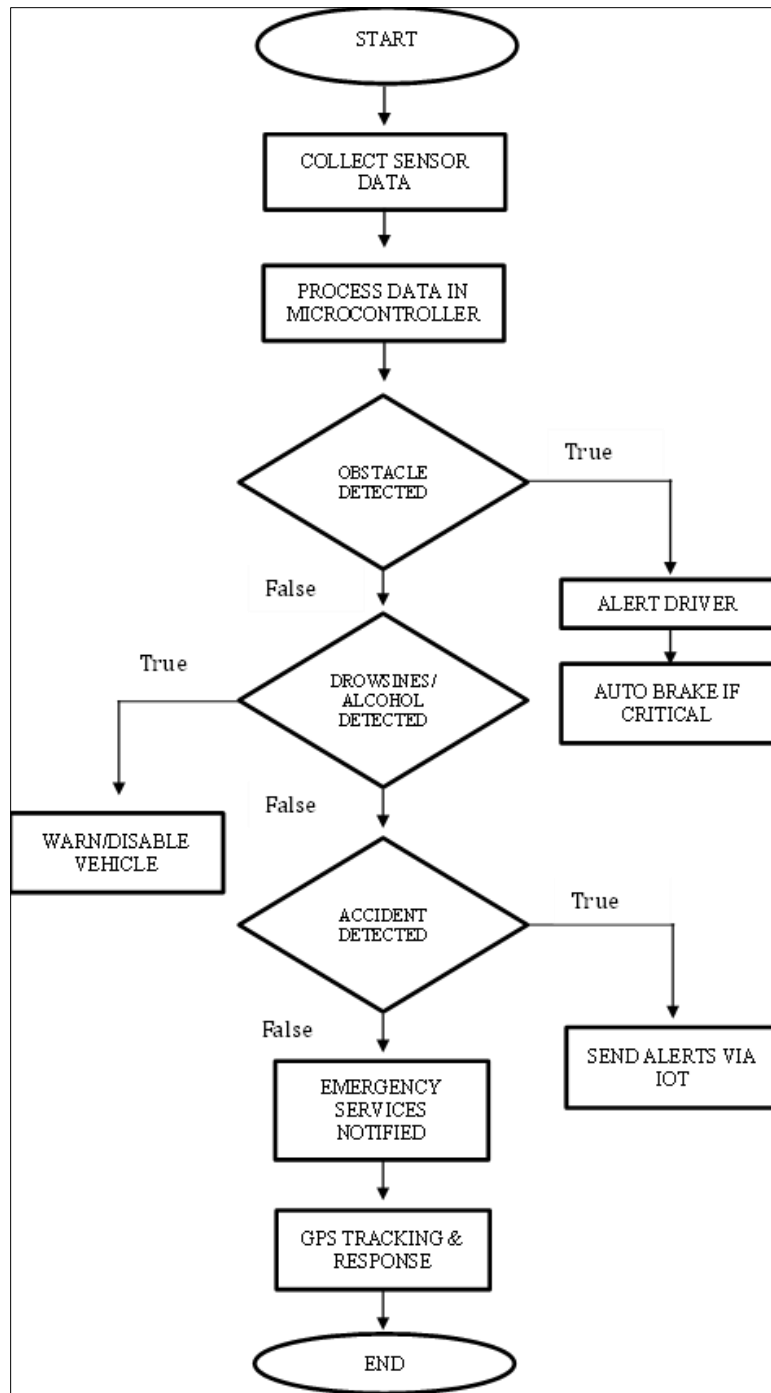 START
COLLECT SENSOR
DATA
PROCESS DATA IN
MICROCONTROLLER
OBSTACLE
DETECTED
True
False
ALERT DRIVER
AUTO BRAKE IF
CRITICAL
DROWSINES/
ALCOHOL
DETECTED
True
False
WARN/DISABLE
VEHICLE
ACCIDENT
DETECTED
True
False
SEND ALERTS VIA
IOT
EMERGENCY
SERVICES
NOTIFIED
GPS TRACKING &
RESPONSE
END